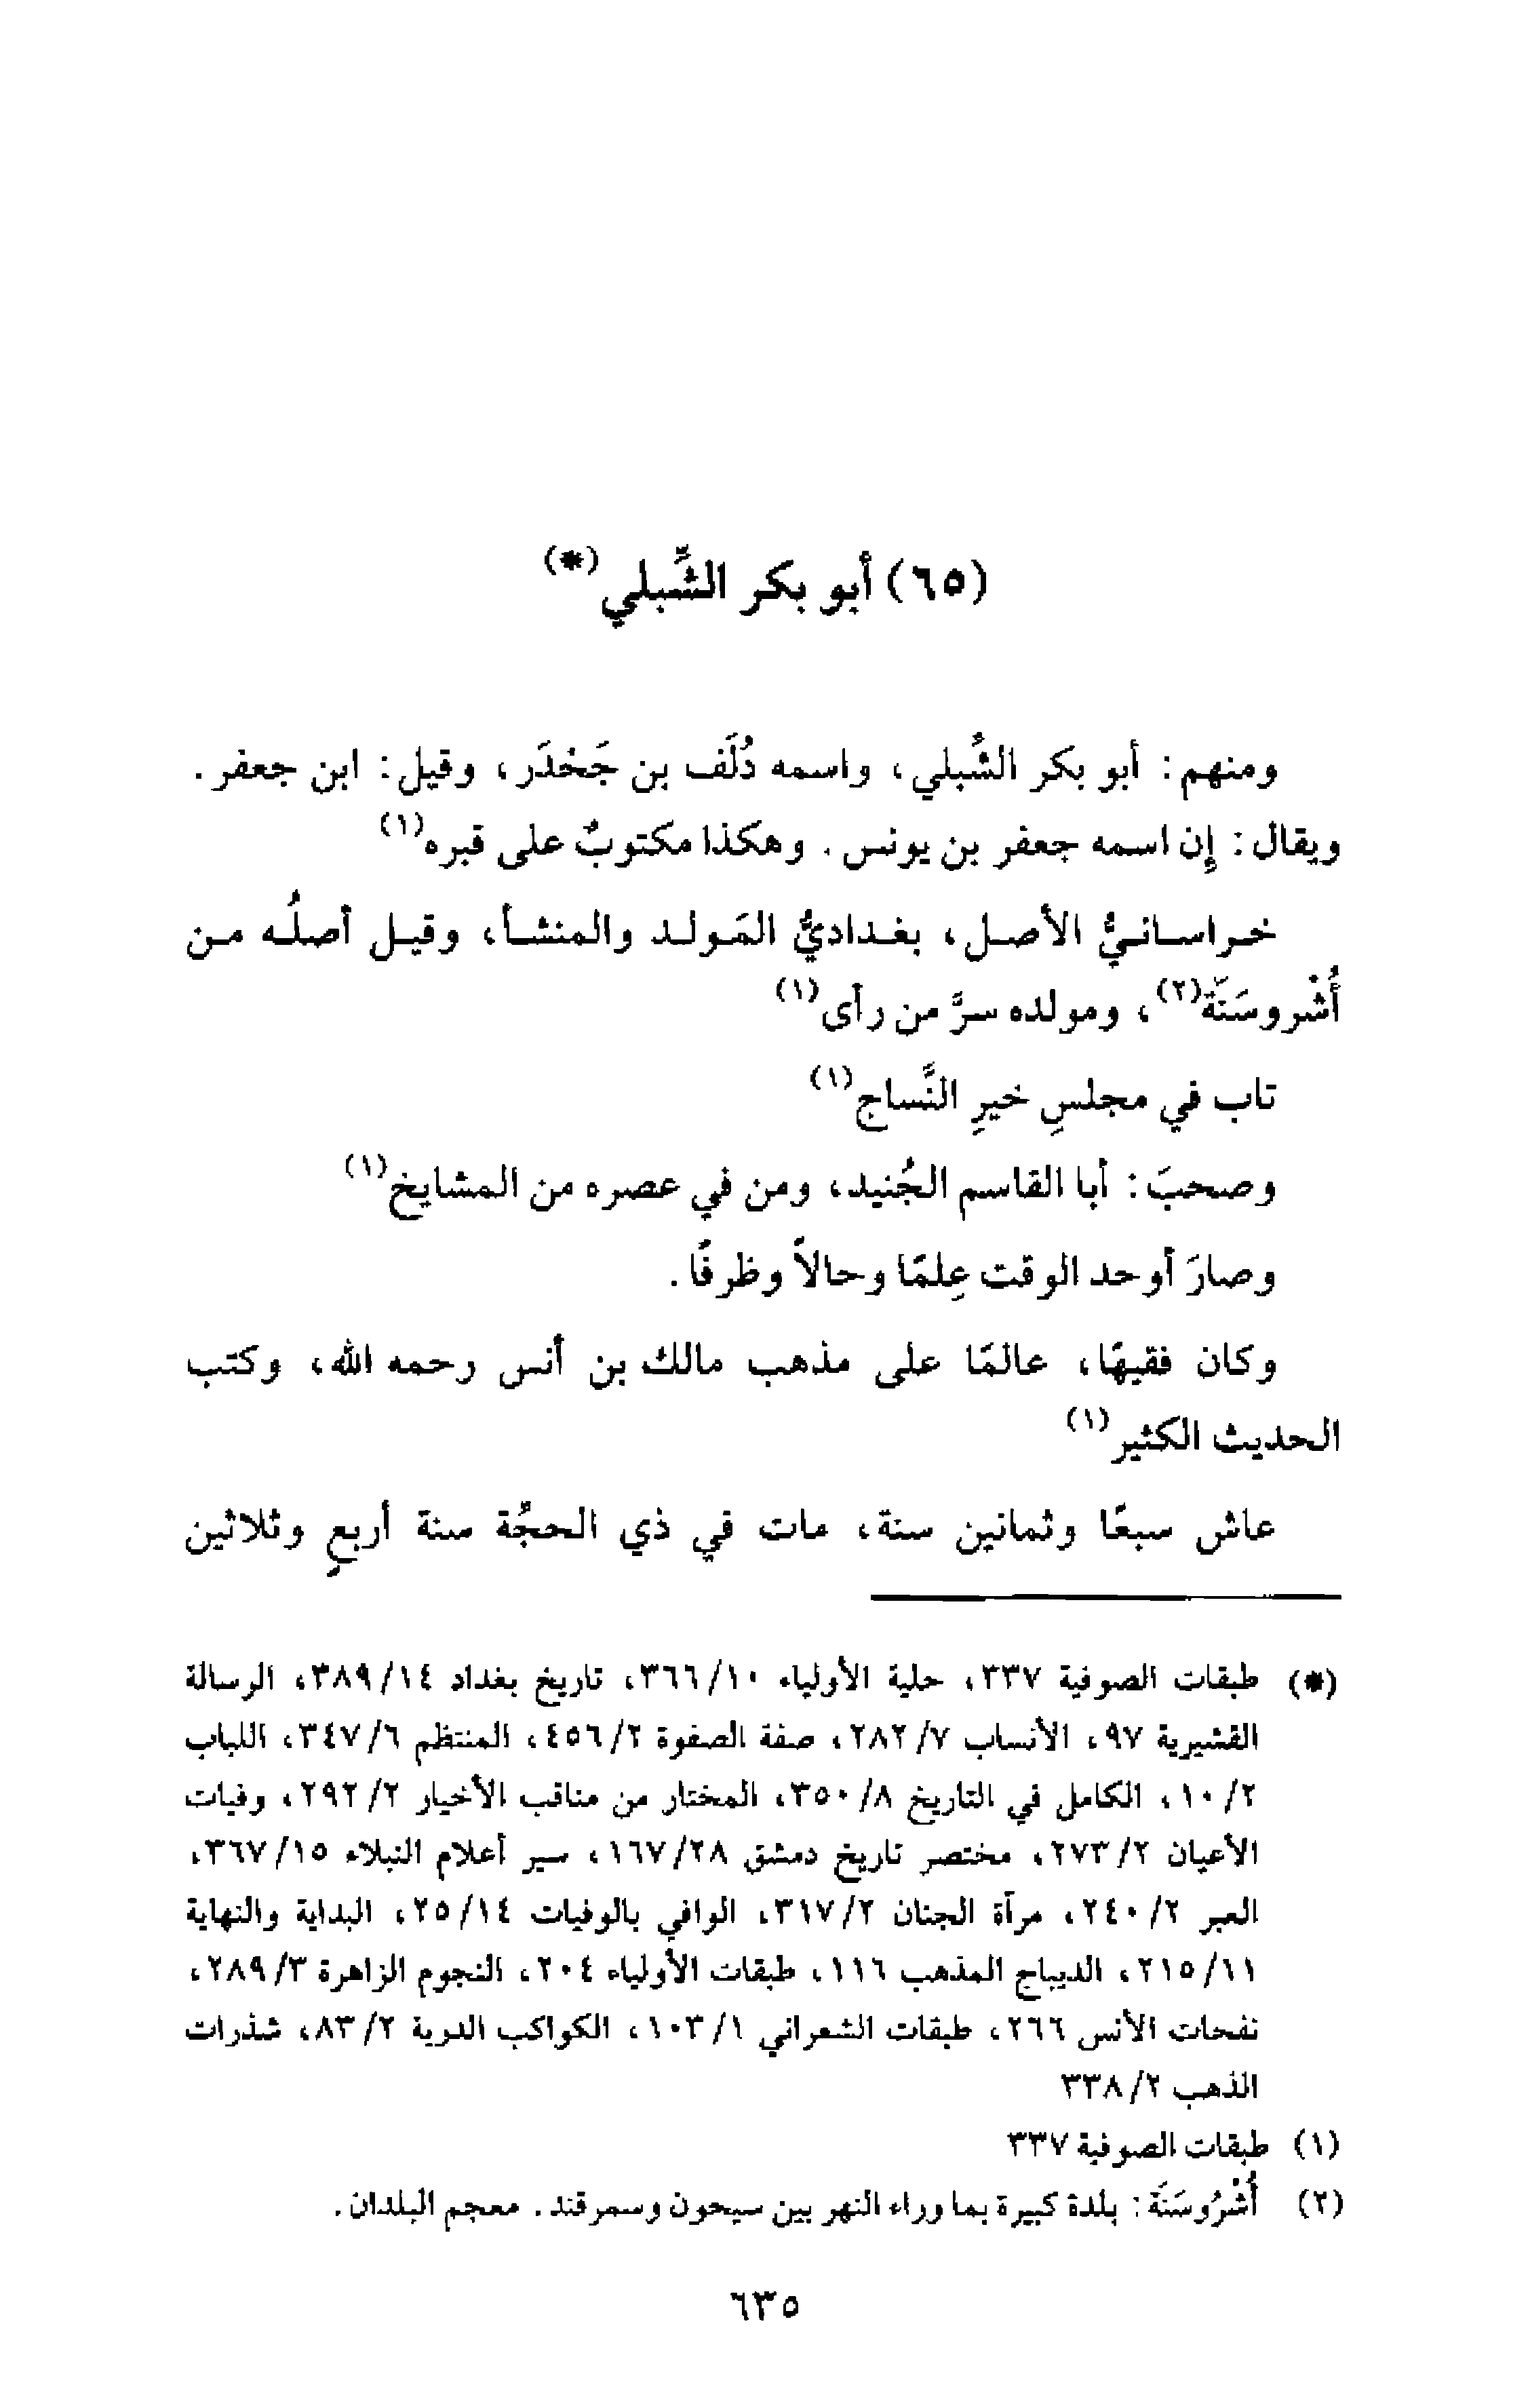 (٦٥) أبو بكر الشِّبلي (*)
ومنهم: أبو بكر الشُّبلي، واسمه دُلَف بن جَخدَر، وقيل: ابن جعفر.
ويقال: إن اسمه جعفر بن يونس. وهكذا مكتوبٌ على قبره(١)
خراسانيُّ الأصل، بغداديُّ المَولد والمنشأ، وقيل أصلُه من
أُشْروسَنَة(٢)، ومولده سرَّ من رأى(١)
تاب في مجلسِ خيرِ النَّساج(١)
وصحبَ: أبا القاسم الجُنيد، ومن في عصره من المشايخ(١)
وصارَ أوحد الوقت عِلمًا وحالاً وظرفًا.
وكان فقيهًا، عالمًا على مذهب مالك بن أنس رحمه الله، وكتب
الحديث الكثير(١)
عاش سبعًا وثمانين سنة، مات في ذي الحجَّة سنة أربعٍ وثلاثين
(*) طبقات الصوفية ٣٣٧، حلية الأولياء ١٠/٣٦٦، تاريخ بغداد ١٤/٣٨٩، الرسالة
القشيرية ٩٧، الأنساب ٧/٢٨٢، صفة الصفوة ٢/٤٥٦، المنتظم ٦/٣٤٧، اللباب
٢/١٠، الكامل في التاريخ ٨/٣٥٠، المختار من مناقب الأخيار ٢/٢٩٢، وفيات
الأعيان ٢/٢٧٣، مختصر تاريخ دمشق ٢٨/١٦٧، سير أعلام النبلاء ١٥/٣٦٧،
العبر ٢/٢٤٠، مرآة الجنان ٢/٣١٧، الوافي بالوفيات ١٤/٢٥، البداية والنهاية
١١/٢١٥، الديباج المذهب ١١٦، طبقات الأولياء ٢٠٤، النجوم الزاهرة ٣/٢٨٩،
نفحات الأنس ٢٦٦، طبقات الشعراني ١/١٠٣، الكواكب الدرية ٢/٨٣، شذرات
الذهب ٢/٣٣٨
(١) طبقات الصوفية ٣٣٧
(٢) أُشْرُوسَنَة: بلدة كبيرة بما وراء النهر بين سيحون وسمرقند. معجم البلدان.
٦٣٥